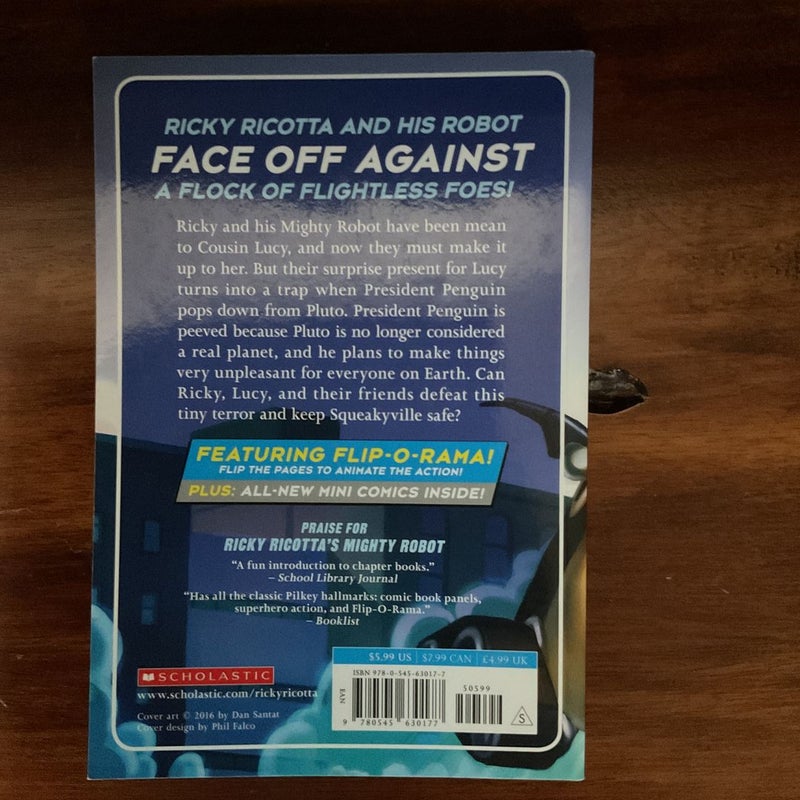 RICKY RICOTTA AND HIS ROBOT
FACE OFF AGAINST
A FLOCK OF FLIGHTLESS FOES!
Ricky and his Mighty Robot have been mean
to Cousin Lucy, and now they must make it
up to her. But their surprise present for Lucy
turns into a trap when President Penguin
pops down from Pluto. President Penguin is
peeved because Pluto is no longer considered
a real planet, and he plans to make things
very unpleasant for everyone on Earth. Can
Ricky, Lucy, and their friends defeat this
tiny terror and keep Squeakyville safe?
FEATURING FLIP-O-RAMA!
FLIP THE PAGES TO ANIMATE THE ACTION!
PLUS: ALL-NEW MINI COMICS INSIDE!
PRAISE FOR
RICKY RICOTTA'S MIGHTY ROBOT
“A fun introduction to chapter books.”
– School Library Journal
“Has all the classic Pilkey hallmarks: comic book panels,
superhero action, and Flip-O-Rama.”
– Booklist
SCHOLASTIC
www.scholastic.com/rickyricotta
Cover art © 2016 by Dan Santat
Cover design by Phil Falco
$5.99 US $7.99 CAN £4.99 UK
ISBN 978-0-545-63017-7
50599
EAN
9 780545 630177
S